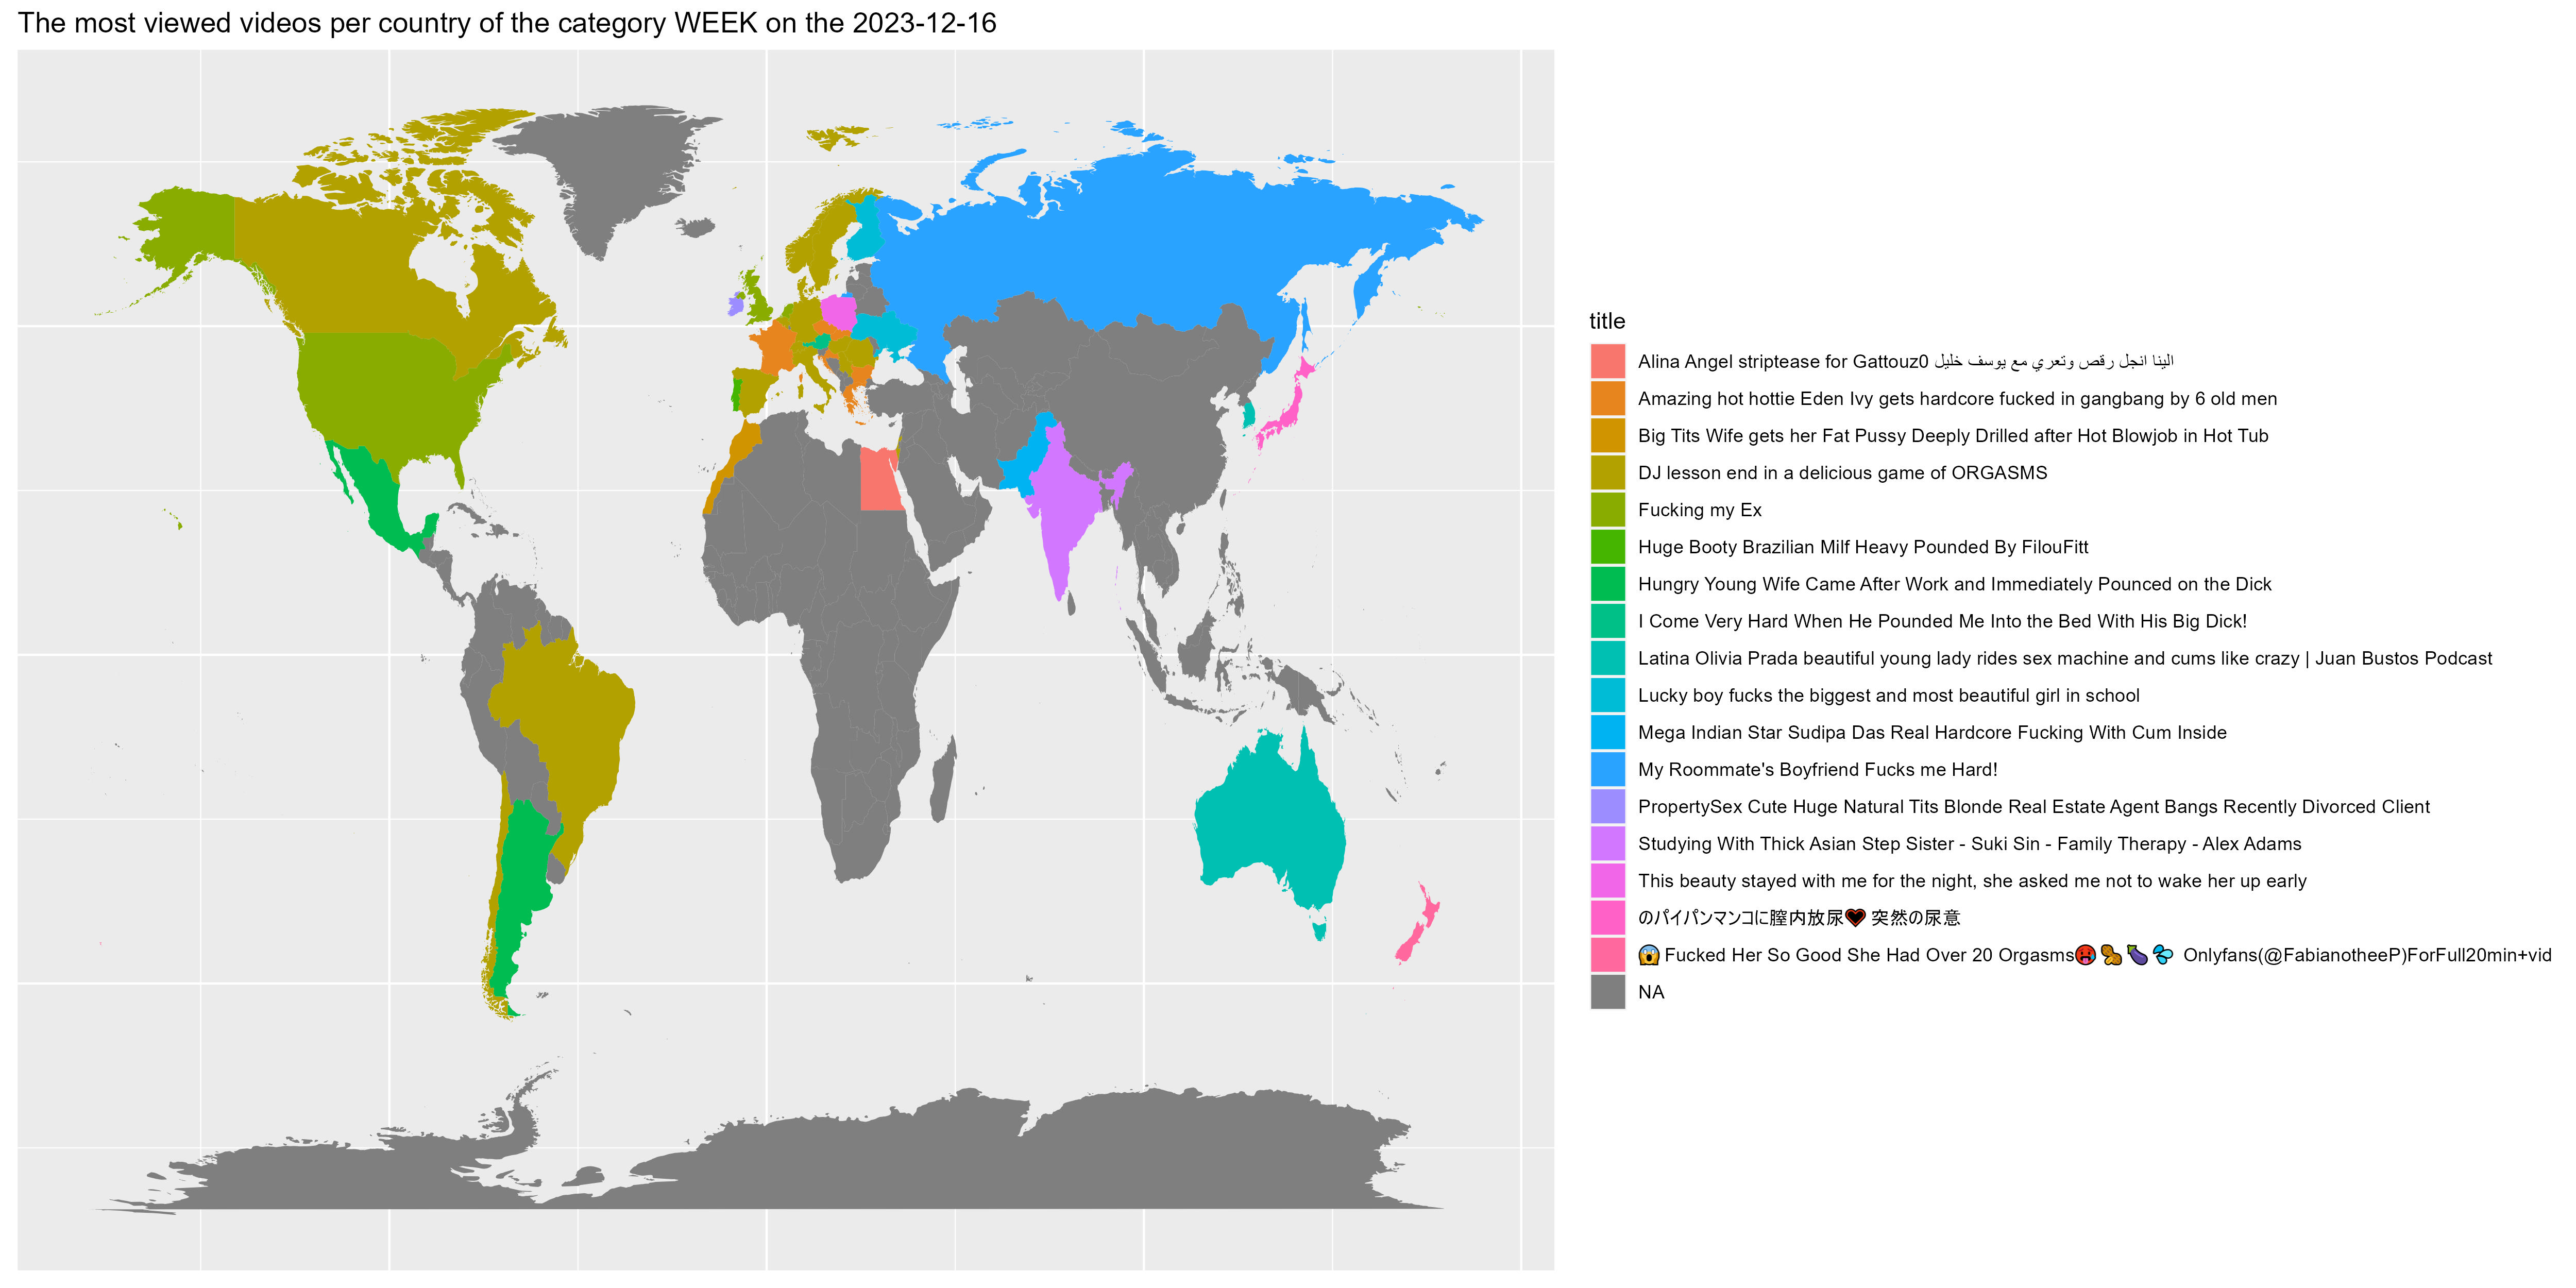 The most viewed videos per country of the category WEEK on the 2023-12-16
title
Alina Angel striptease for Gattouz0 الينا انجل رقص وتعري مع يوسف خليل
Amazing hot hottie Eden Ivy gets hardcore fucked in gangbang by 6 old men
Big Tits Wife gets her Fat Pussy Deeply Drilled after Hot Blowjob in Hot Tub
DJ lesson end in a delicious game of ORGASMS
Fucking my Ex
Huge Booty Brazilian Milf Heavy Pounded By FilouFitt
Hungry Young Wife Came After Work and Immediately Pounced on the Dick
I Come Very Hard When He Pounded Me Into the Bed With His Big Dick!
Latina Olivia Prada beautiful young lady rides sex machine and cums like crazy | Juan Bustos Podcast
Lucky boy fucks the biggest and most beautiful girl in school
Mega Indian Star Sudipa Das Real Hardcore Fucking With Cum Inside
My Roommate's Boyfriend Fucks me Hard!
PropertySex Cute Huge Natural Tits Blonde Real Estate Agent Bangs Recently Divorced Client
Studying With Thick Asian Step Sister - Suki Sin - Family Therapy - Alex Adams
This beauty stayed with me for the night, she asked me not to wake her up early
のパイパンマンコに膣内放尿🖤 突然の尿意
😱 Fucked Her So Good She Had Over 20 Orgasms🥵🥜🍆💦 Onlyfans(@FabianotheeP)ForFull20min+vid
NA